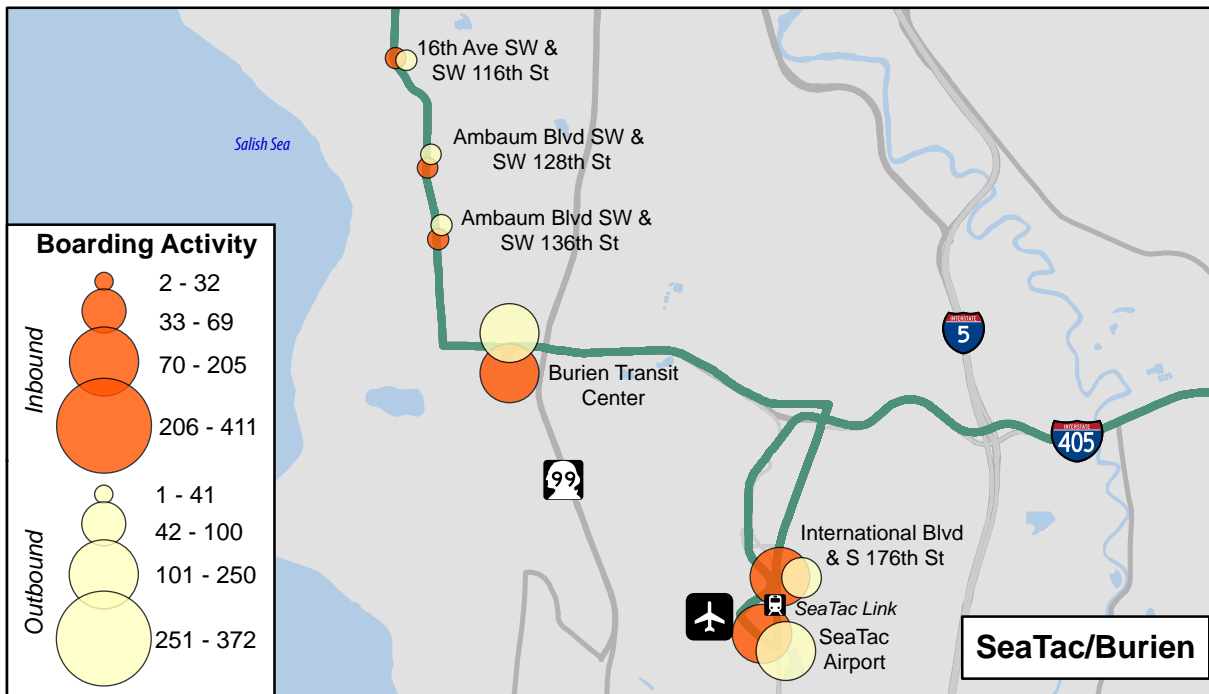 16th Ave SW &
SW 116th St
Salish Sea
Ambaum Blvd SW &
SW 128th St
Ambaum Blvd SW &
SW 136th St
Boarding Activity
Inbound
2 - 32
33 - 69
70 - 205
206 - 411
Outbound
1 - 41
42 - 100
101 - 250
251 - 372
Burien Transit
Center
INTERSTATE
5
INTERSTATE
405
99
International Blvd
& S 176th St
SeaTac Link
SeaTac
Airport
SeaTac/Burien